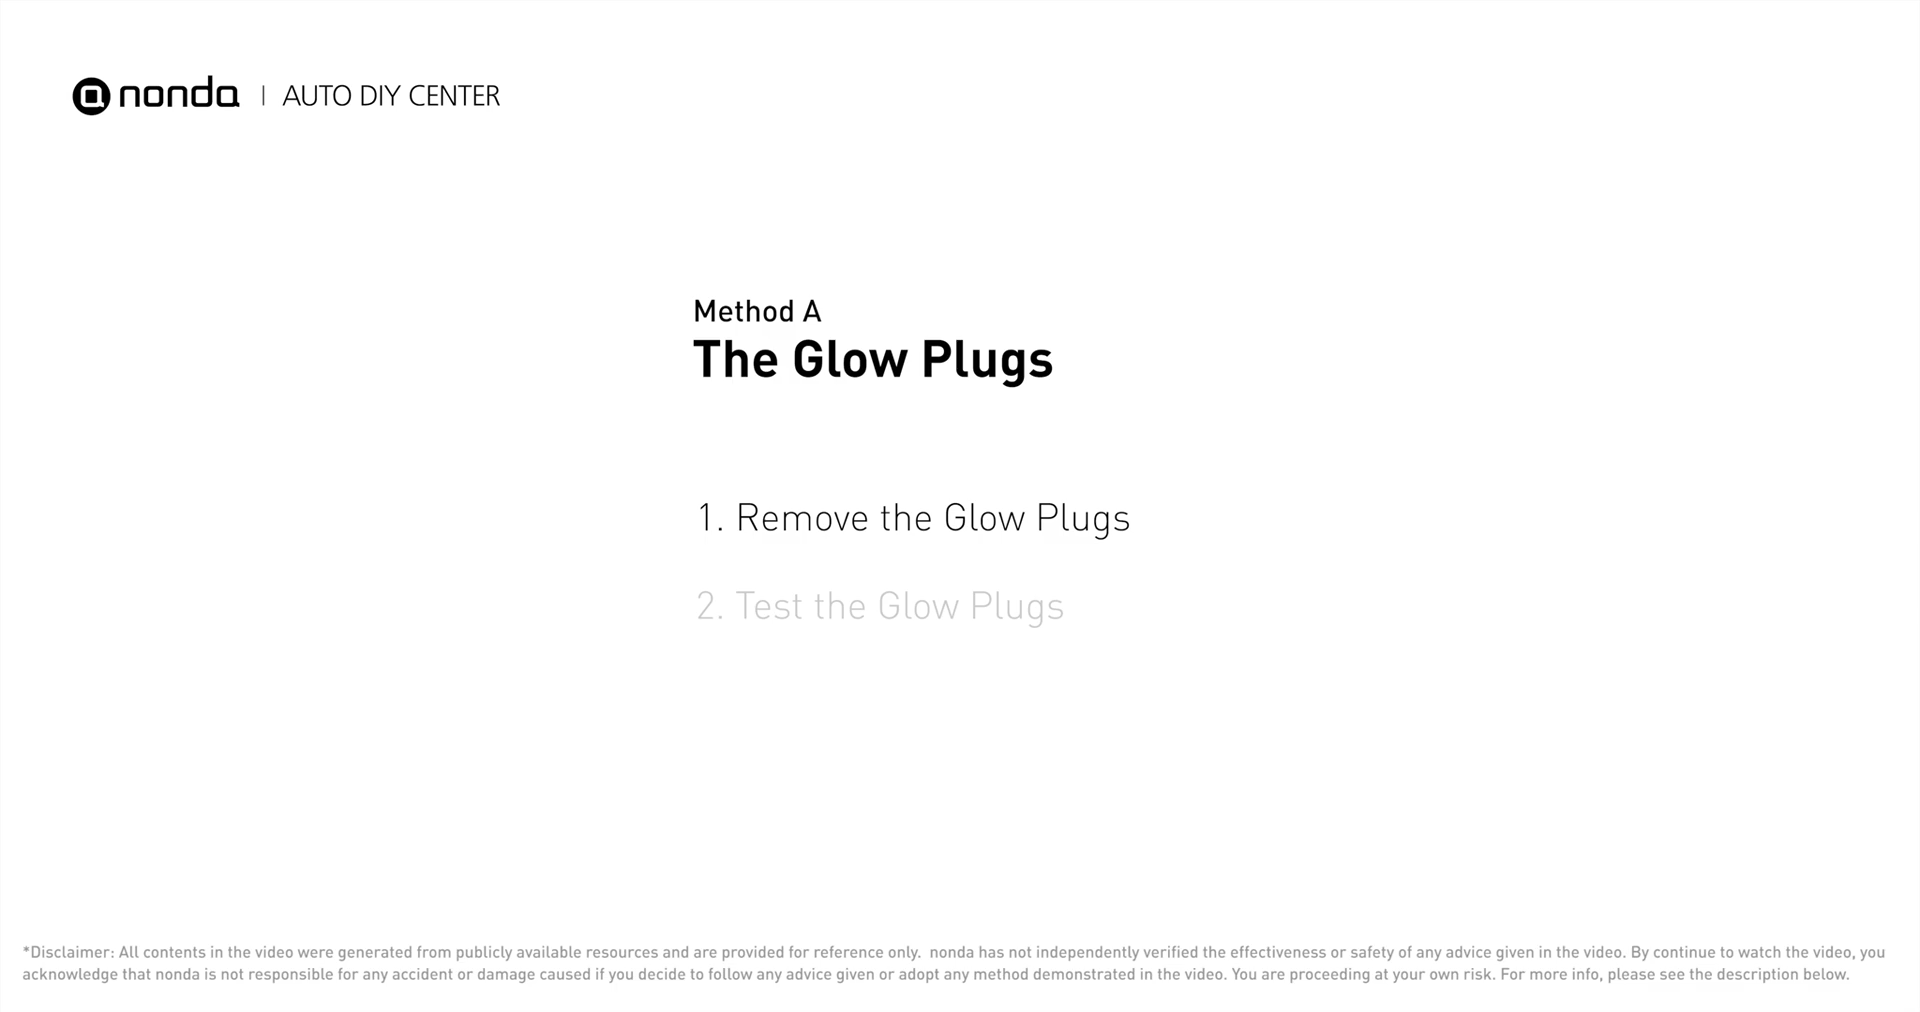 nonda | AUTO DIY CENTER
Method A
The Glow Plugs
1. Remove the Glow Plugs
2. Test the Glow Plugs
*Disclaimer: All contents in the video were generated from publicly available resources and are provided for reference only. nonda has not independently verified the effectiveness or safety of any advice given in the video. By continue to watch the video, you
acknowledge that nonda is not responsible for any accident or damage caused if you decide to follow any advice given or adopt any method demonstrated in the video. You are proceeding at your own risk. For more info, please see the description below.